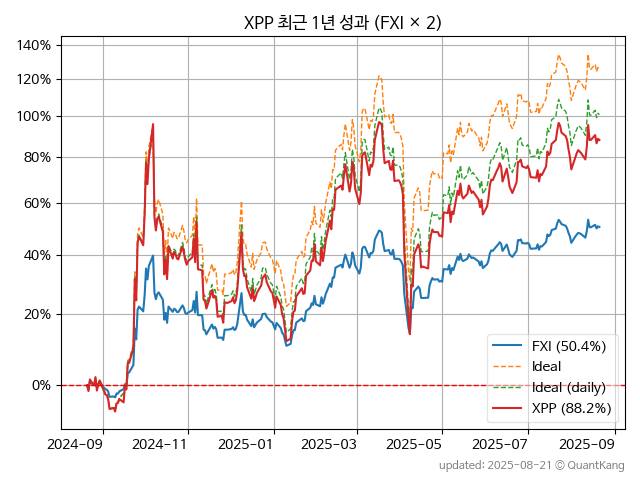 XPP 최근 1년 성과 (FXI × 2)
140%
120%
100%
80%
60%
40%
20%
0%
FXI (50.4%)
Ideal
Ideal (daily)
XPP (88.2%)
2024-09 2024-11 2025-01 2025-03 2025-05 2025-07 2025-09
updated: 2025-08-21 © QuantKang